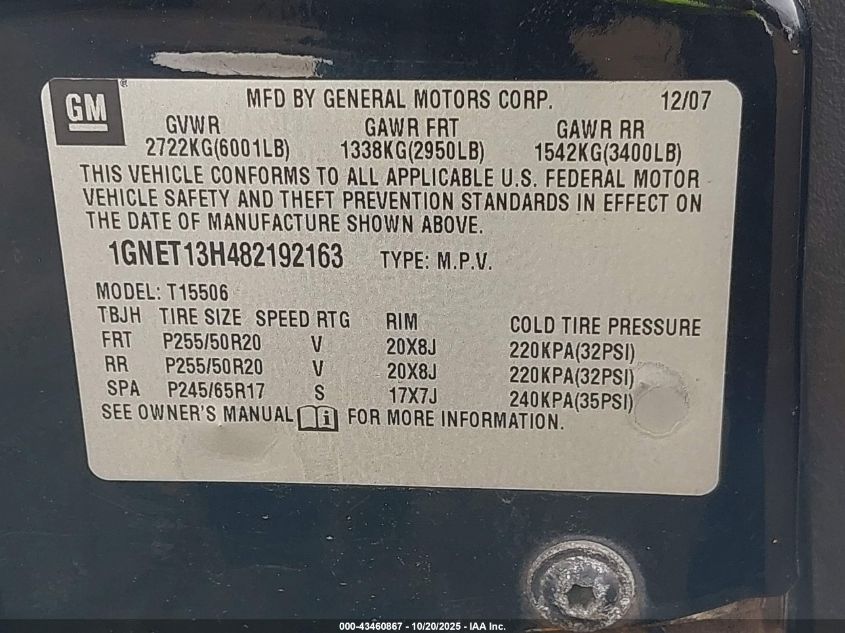 GM
MFD BY GENERAL MOTORS CORP. 12/07
GVWR GAWR FRT GAWR RR
2722KG(6001LB) 1338KG(2950LB) 1542KG(3400LB)
THIS VEHICLE CONFORMS TO ALL APPLICABLE U.S. FEDERAL MOTOR
VEHICLE SAFETY AND THEFT PREVENTION STANDARDS IN EFFECT ON
THE DATE OF MANUFACTURE SHOWN ABOVE.
1GNET13H482192163 TYPE: M.P.V.
MODEL: T15506
TBJH TIRE SIZE SPEED RTG RIM COLD TIRE PRESSURE
FRT P255/50R20 V 20X8J 220KPA(32PSI)
RR P255/50R20 V 20X8J 220KPA(32PSI)
SPA P245/65R17 S 17X7J 240KPA(35PSI)
SEE OWNER'S MANUAL i FOR MORE INFORMATION.
000-43460867 - 10/20/2025 - IAA Inc.